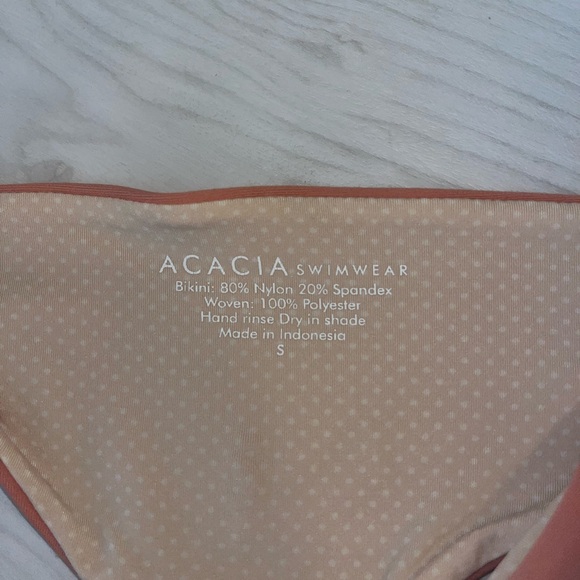 ACACIA SWIMWEAR
Bikini: 80% Nylon 20% Spandex
Woven: 100% Polyester
Hand rinse Dry in shade
Made in Indonesia
S